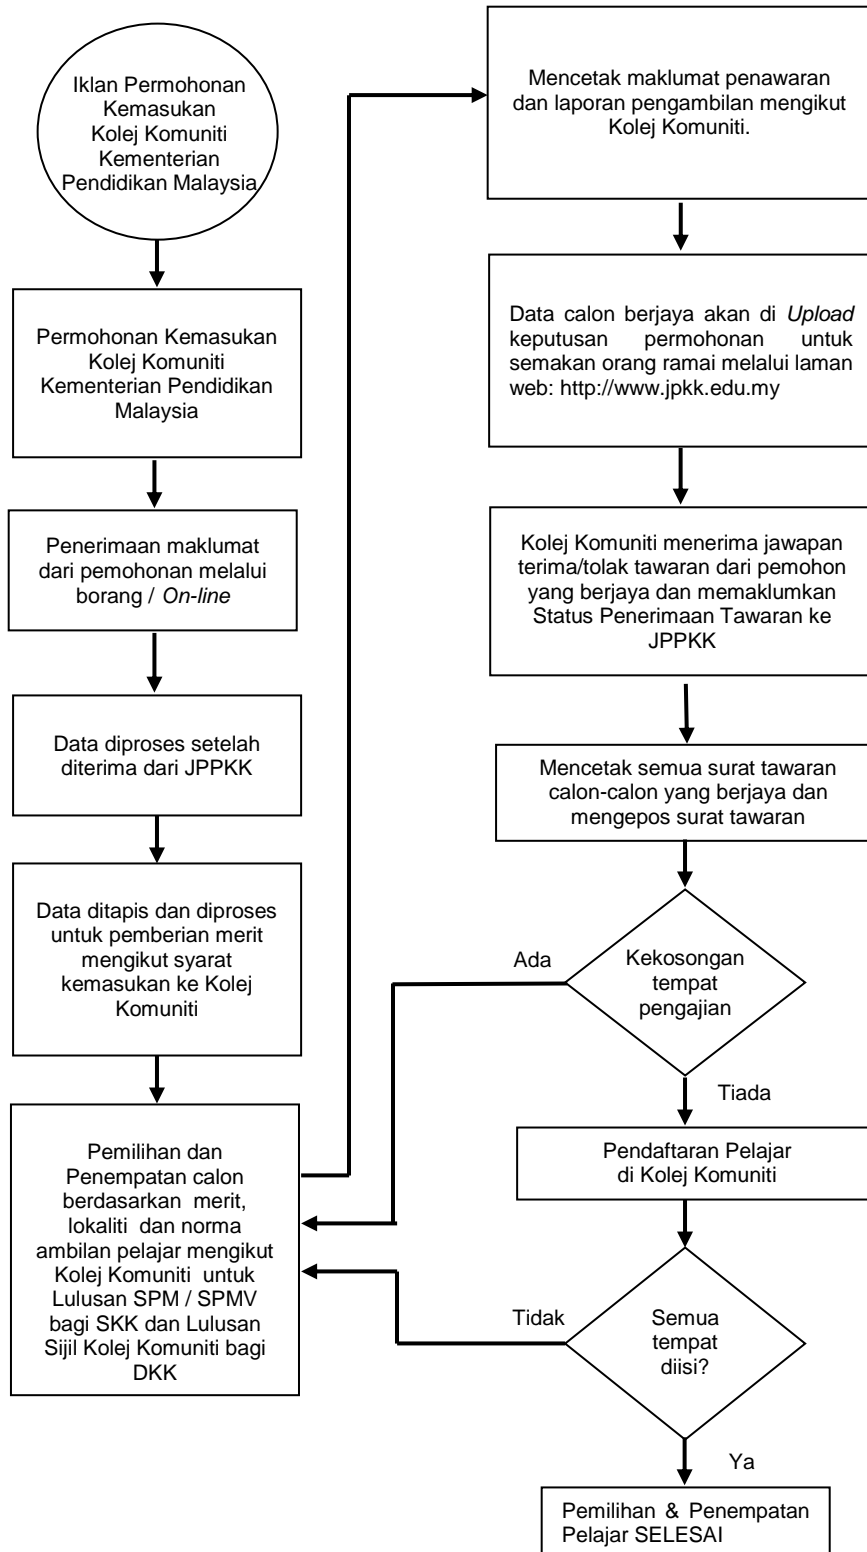 Iklan Permohonan
Kemasukan
Kolej Komuniti
Kementerian
Pendidikan Malaysia
Permohonan Kemasukan
Kolej Komuniti
Kementerian Pendidikan
Malaysia
Penerimaan maklumat
dari pemohonan melalui
borang / On-line
Data diproses setelah
diterima dari JPPKK
Data ditapis dan diproses
untuk pemberian merit
mengikut syarat
kemasukan ke Kolej
Komuniti
Pemilihan dan
Penempatan calon
berdasarkan merit,
lokaliti dan norma
ambilan pelajar mengikut
Kolej Komuniti untuk
Lulusan SPM / SPMV
bagi SKK dan Lulusan
Sijil Kolej Komuniti bagi
DKK
Mencetak maklumat penawaran
dan laporan pengambilan mengikut
Kolej Komuniti.
Data calon berjaya akan di Upload
keputusan permohonan untuk
semakan orang ramai melalui laman
web: http://www.jpkk.edu.my
Kolej Komuniti menerima jawapan
terima/tolak tawaran dari pemohon
yang berjaya dan memaklumkan
Status Penerimaan Tawaran ke
JPPKK
Mencetak semua surat tawaran
calon-calon yang berjaya dan
mengepos surat tawaran
Ada
Kekosongan
tempat
pengajian
Tiada
Pendaftaran Pelajar
di Kolej Komuniti
Tidak
Semua
tempat
diisi?
Ya
Pemilihan & Penempatan
Pelajar SELESAI